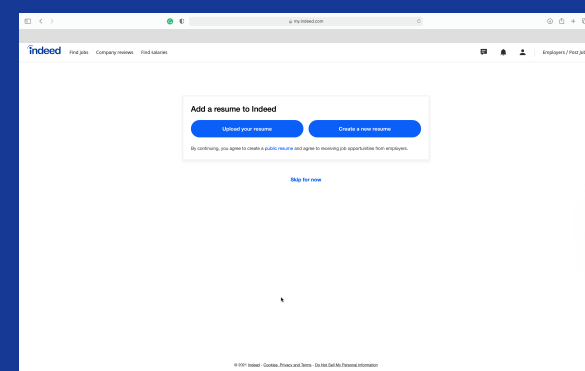 my.indeed.com
indeed Find jobs Company reviews Find salaries Employers / Post Job
Add a resume to Indeed
Upload your resume Create a new resume
By continuing, you agree to create a public resume and agree to receiving job opportunities from employers.
Skip for now
© 2021 Indeed - Cookies, Privacy and Terms - Do Not Sell My Personal Information